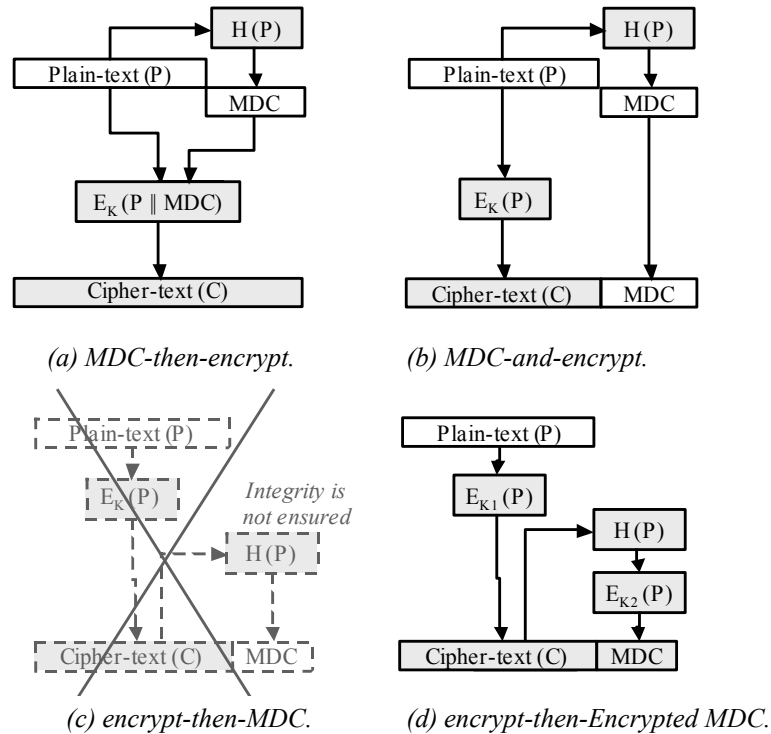 H(P)
Plain-text (P)
MDC
E_K(P || MDC)
Cipher-text (C)
(a) MDC-then-encrypt.
H(P)
Plain-text (P)
MDC
E_K(P)
Cipher-text (C) MDC
(b) MDC-and-encrypt.
Plain-text (P)
E_K(P)
Integrity is
not ensured
H(P)
Cipher-text (C) MDC
(c) encrypt-then-MDC.
Plain-text (P)
E_K1(P)
H(P)
E_K2(P)
Cipher-text (C) MDC
(d) encrypt-then-Encrypted MDC.